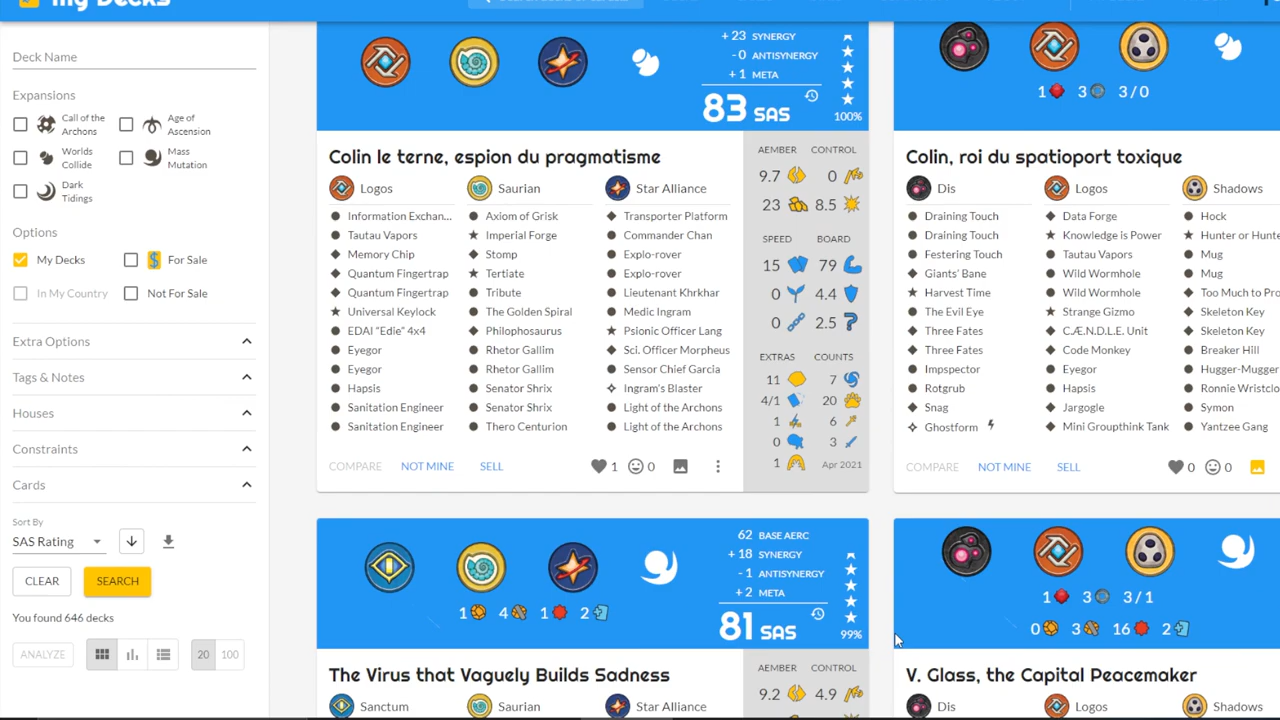 My Decks
Deck Name
Expansions
Call of the Archons
Age of Ascension
Worlds Collide
Mass Mutation
Dark Tidings
Options
My Decks
$ For Sale
In My Country
Not For Sale
Extra Options
Tags & Notes
Houses
Constraints
Cards
Sort By
SAS Rating
CLEAR
SEARCH
You found 646 decks
ANALYZE
20
100
+ 23 SYNERGY
- 0 ANTISYNERGY
+ 1 META
83 SAS
100%
Colin le terne, espion du pragmatisme
Logos
Information Exchan...
Tautau Vapors
Memory Chip
Quantum Fingertrap
Quantum Fingertrap
Universal Keylock
EDAI "Edie" 4x4
Eyegor
Eyegor
Hapsis
Sanitation Engineer
Sanitation Engineer
Saurian
Axiom of Grisk
Imperial Forge
Stomp
Tertiate
Tribute
The Golden Spiral
Philophosaurus
Rhetor Gallim
Rhetor Gallim
Senator Shrix
Senator Shrix
Thero Centurion
Star Alliance
Transporter Platform
Commander Chan
Explo-rover
Explo-rover
Lieutenant Khrkhar
Medic Ingram
Psionic Officer Lang
Sci. Officer Morpheus
Sensor Chief Garcia
Ingram's Blaster
Light of the Archons
Light of the Archons
AEMBER CONTROL
9.7 0
23 8.5
SPEED BOARD
15 79
0 4.4
0 2.5
EXTRAS COUNTS
11 7
4/1 20
1 6
0 3
1 Apr 2021
COMPARE NOT MINE SELL 1 0
1 3 3/0
Colin, roi du spatioport toxique
Dis
Draining Touch
Draining Touch
Festering Touch
Giants' Bane
Harvest Time
The Evil Eye
Three Fates
Three Fates
Impspector
Rotgrub
Snag
Ghostform
Logos
Data Forge
Knowledge is Power
Tautau Vapors
Wild Wormhole
Wild Wormhole
Strange Gizmo
C.Æ.N.D.L.E. Unit
Code Monkey
Eyegor
Hapsis
Jargogle
Mini Groupthink Tank
Shadows
Hock
Hunter or Hunte
Mug
Mug
Too Much to Pro
Skeleton Key
Skeleton Key
Breaker Hill
Hugger-Mugger
Ronnie Wristclo
Symon
Yantzee Gang
COMPARE NOT MINE SELL 0 0
62 BASE AERC
+ 18 SYNERGY
- 1 ANTISYNERGY
+ 2 META
81 SAS
99%
1 4 1 2
The Virus that Vaguely Builds Sadness
Sanctum Saurian Star Alliance
AEMBER CONTROL
9.2 4.9
1 3 3/1
0 3 16 2
V. Glass, the Capital Peacemaker
Dis Logos Shadows